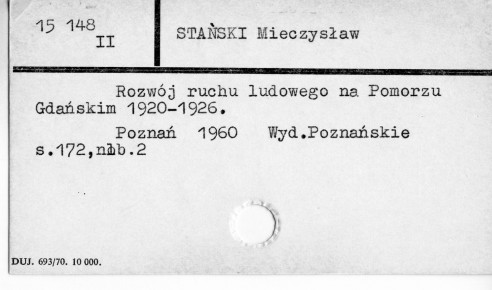 15 148
II
STAŃSKI Mieczysław
Rozwój ruchu ludowego na Pomorzu
Gdańskim 1920-1926.
Poznań 1960 Wyd.Poznańskie
s.172,nlb.2
DUJ. 693/70. 10 000.